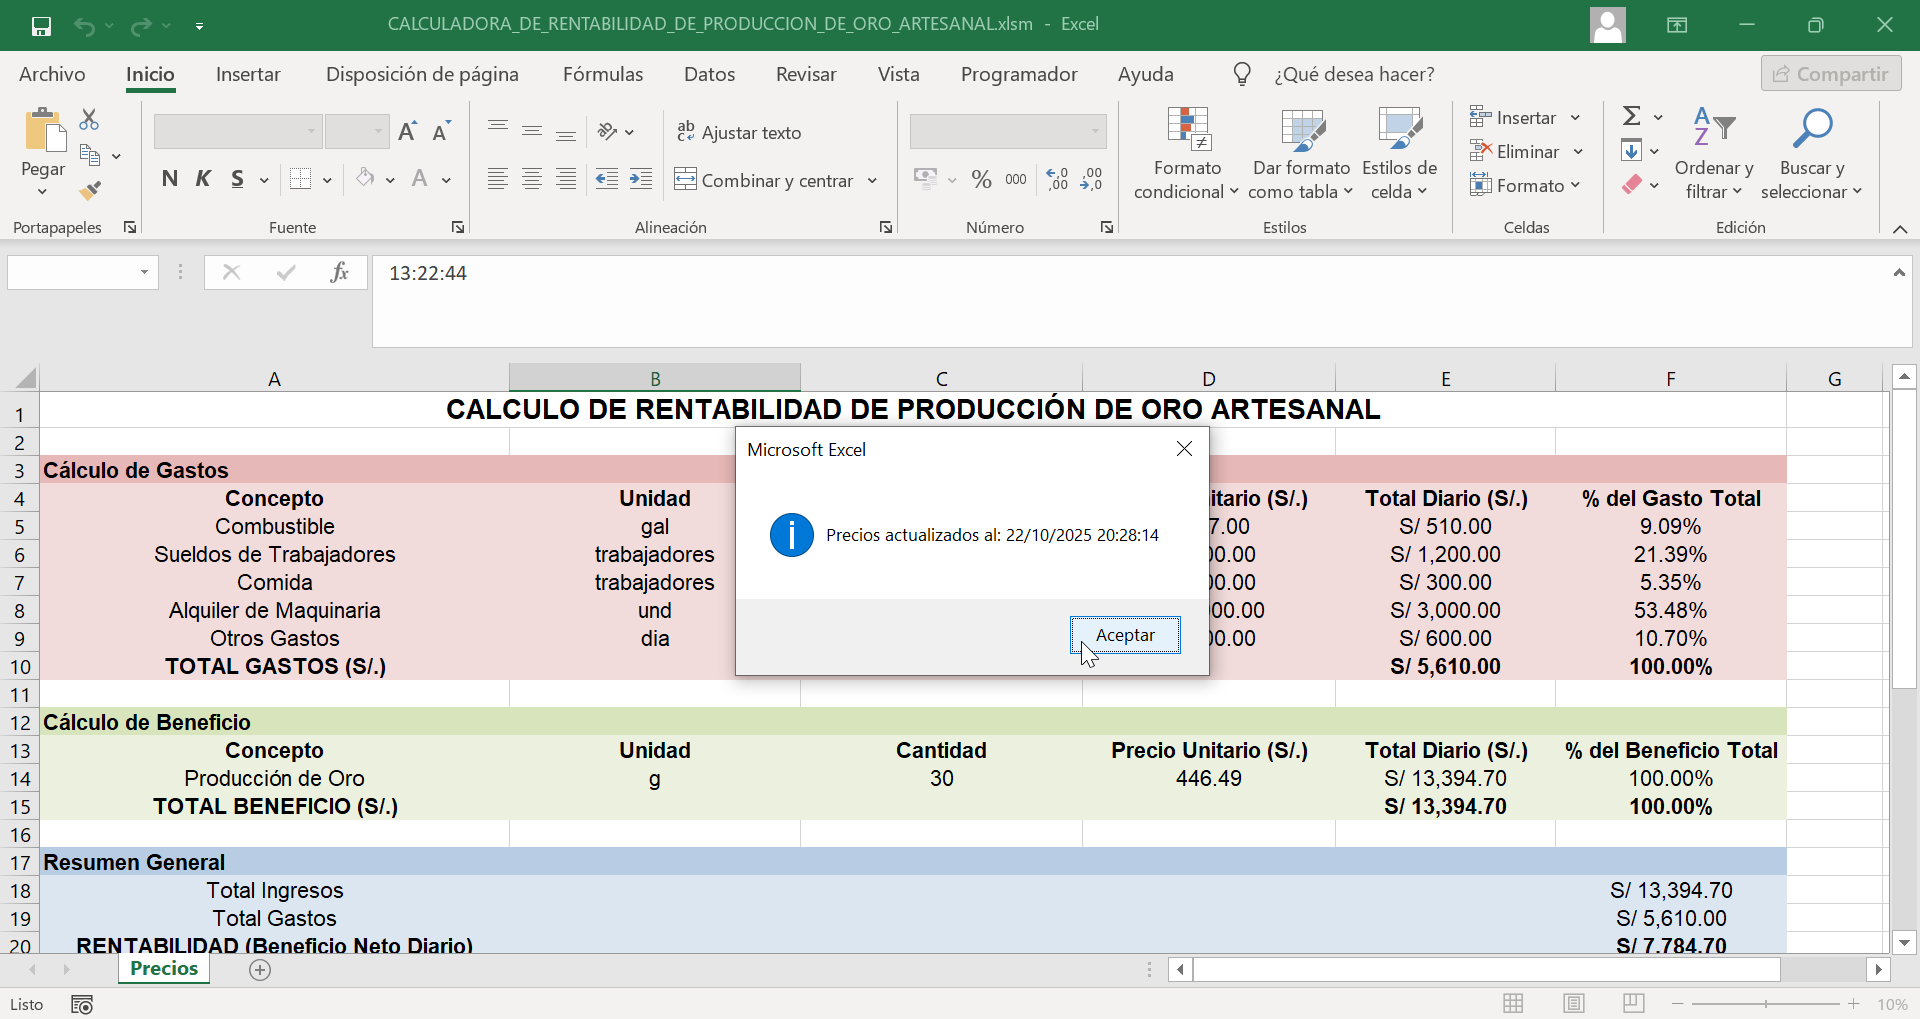 CALCULADORA_DE_RENTABILIDAD_DE_PRODUCCION_DE_ORO_ARTESANAL.xlsm - Excel
Archivo Inicio Insertar Disposición de página Fórmulas Datos Revisar Vista Programador Ayuda ¿Qué desea hacer? Compartir
Pegar
Portapapeles
N K S A A A
Fuente
ab Ajustar texto
Combinar y centrar
Alineación
% 000 ,00 ,00
Número
Formato condicional
Dar formato como tabla
Estilos de celda
Estilos
Insertar
Eliminar
Formato
Celdas
Ordenar y filtrar
Buscar y seleccionar
Edición
fx 13:22:44
A B C D E F G
1 CALCULO DE RENTABILIDAD DE PRODUCCIÓN DE ORO ARTESANAL
2
3 Cálculo de Gastos
4 Concepto Unidad itario (S/.) Total Diario (S/.) % del Gasto Total
5 Combustible gal 7.00 S/ 510.00 9.09%
6 Sueldos de Trabajadores trabajadores 00.00 S/ 1,200.00 21.39%
7 Comida trabajadores 00.00 S/ 300.00 5.35%
8 Alquiler de Maquinaria und 00.00 S/ 3,000.00 53.48%
9 Otros Gastos dia 00.00 S/ 600.00 10.70%
10 TOTAL GASTOS (S/.) S/ 5,610.00 100.00%
11
12 Cálculo de Beneficio
13 Concepto Unidad Cantidad Precio Unitario (S/.) Total Diario (S/.) % del Beneficio Total
14 Producción de Oro g 30 446.49 S/ 13,394.70 100.00%
15 TOTAL BENEFICIO (S/.) S/ 13,394.70 100.00%
16
17 Resumen General
18 Total Ingresos S/ 13,394.70
19 Total Gastos S/ 5,610.00
20 RENTABILIDAD (Beneficio Neto Diario) S/ 7,784.70
Microsoft Excel
Precios actualizados al: 22/10/2025 20:28:14
Aceptar
Precios
Listo
10%